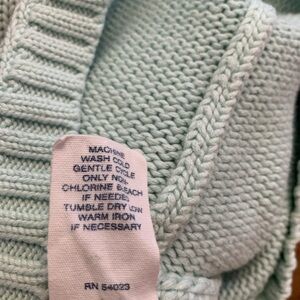 MACHINE
WASH COLD
GENTLE CYCLE
ONLY NON-
CHLORINE BLEACH
IF NEEDED
TUMBLE DRY LOW
WARM IRON
IF NECESSARY
RN 54023